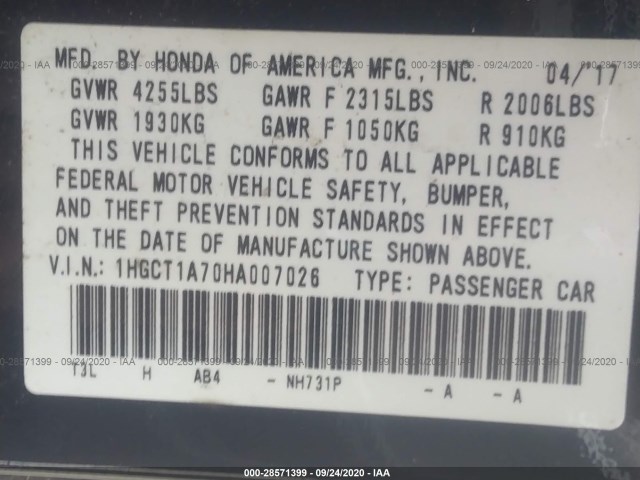 MFD. BY HONDA OF AMERICA MFG., INC. 04/'17
GVWR 4255LBS GAWR F 2315LBS R 2006LBS
GVWR 1930KG GAWR F 1050KG R 910KG
THIS VEHICLE CONFORMS TO ALL APPLICABLE
FEDERAL MOTOR VEHICLE SAFETY, BUMPER,
AND THEFT PREVENTION STANDARDS IN EFFECT
ON THE DATE OF MANUFACTURE SHOWN ABOVE.
V.I.N.: 1HGCT1A70HA007026 TYPE: PASSENGER CAR
T3L H AB4 - NH731P - A - A
000-28571399 - 09/24/2020 - IAA